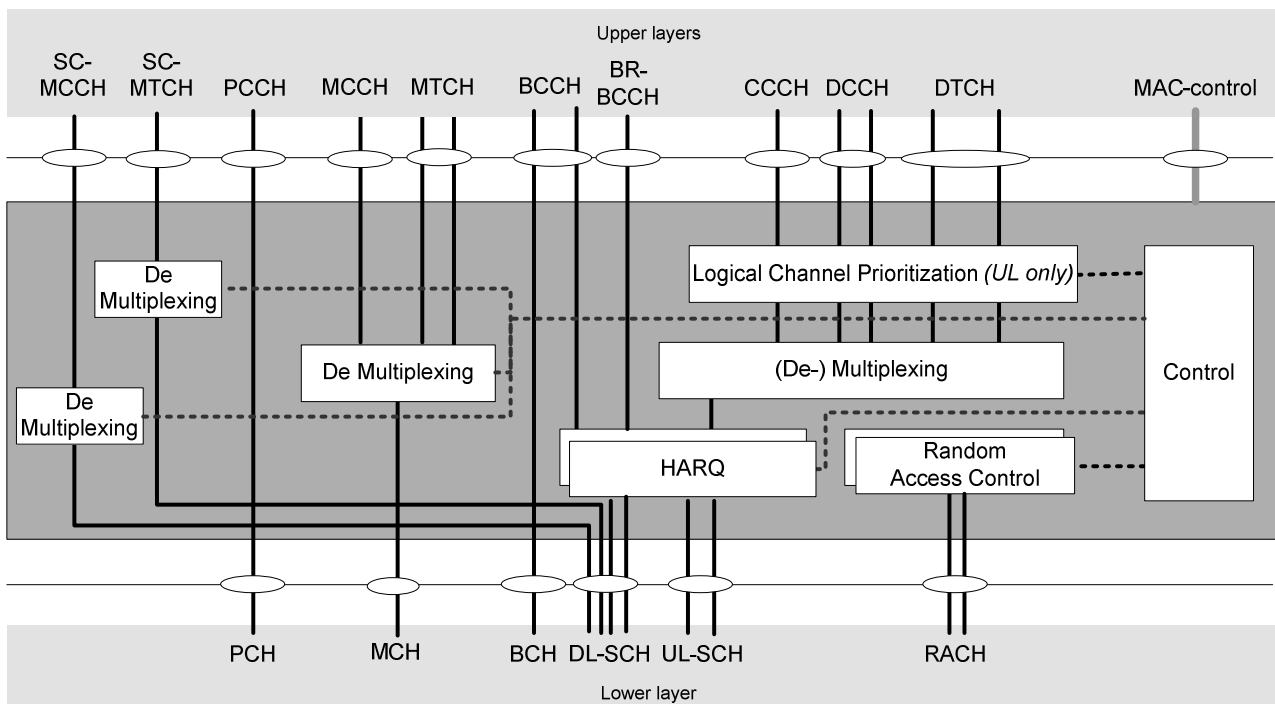 Upper layers
SC-
MCCH
SC-
MTCH
PCCH
MCCH
MTCH
BCCH
BR-
BCCH
CCCH
DCCH
DTCH
MAC-control
De
Multiplexing
Logical Channel Prioritization (UL only)
De Multiplexing
(De-) Multiplexing
Control
De
Multiplexing
HARQ
Random
Access Control
PCH
MCH
BCH
DL-SCH
UL-SCH
RACH
Lower layer